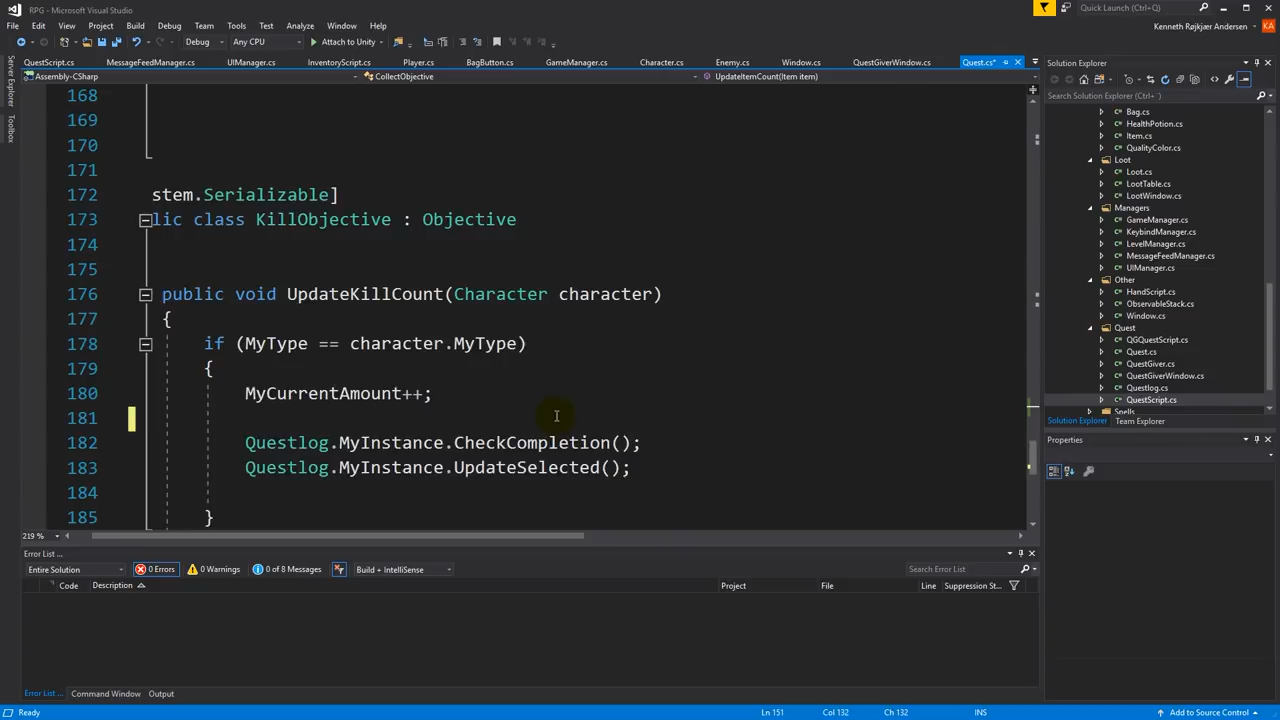 RPG - Microsoft Visual Studio
Quick Launch (Ctrl+Q)
File Edit View Project Build Debug Team Tools Test Analyze Window Help
Kenneth Røjkjær Andersen KA
Debug Any CPU Attach to Unity
QuestScript.cs MessageFeedManager.cs UIManager.cs InventoryScript.cs Player.cs BagButton.cs GameManager.cs Character.cs Enemy.cs Window.cs QuestGiverWindow.cs Quest.cs*
Assembly-CSharp CollectObjective UpdateItemCount(Item item)
Server Explorer
Toolbox
168
169
170
171
172 stem.Serializable]
173 lic class KillObjective : Objective
174
175
176 public void UpdateKillCount(Character character)
177 {
178 if (MyType == character.MyType)
179 {
180 MyCurrentAmount++;
181
182 Questlog.MyInstance.CheckCompletion();
183 Questlog.MyInstance.UpdateSelected();
184
185 }
219 %
Solution Explorer
Search Solution Explorer (Ctrl+¨)
Bag.cs
HealthPotion.cs
Item.cs
QualityColor.cs
Loot
Loot.cs
LootTable.cs
LootWindow.cs
Managers
GameManager.cs
KeybindManager.cs
LevelManager.cs
MessageFeedManager.cs
UIManager.cs
Other
HandScript.cs
ObservableStack.cs
Window.cs
Quest
QGQuestScript.cs
Quest.cs
QuestGiver.cs
QuestGiverWindow.cs
Questlog.cs
QuestScript.cs
Spells
Solution Explorer Team Explorer
Properties
Error List ...
Entire Solution 0 Errors 0 Warnings 0 of 8 Messages Build + IntelliSense Search Error List
Code Description Project File Line Suppression St...
Error List ... Command Window Output
Ready Ln 151 Col 132 Ch 132 INS Add to Source Control